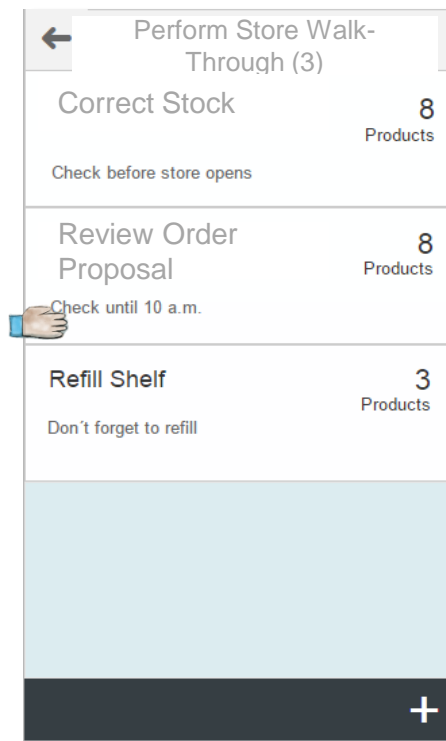 Perform Store Walk-
Through (3)
Correct Stock
8
Products
Check before store opens
Review Order
Proposal
8
Products
Check until 10 a.m.
Refill Shelf
3
Products
Don´t forget to refill
+